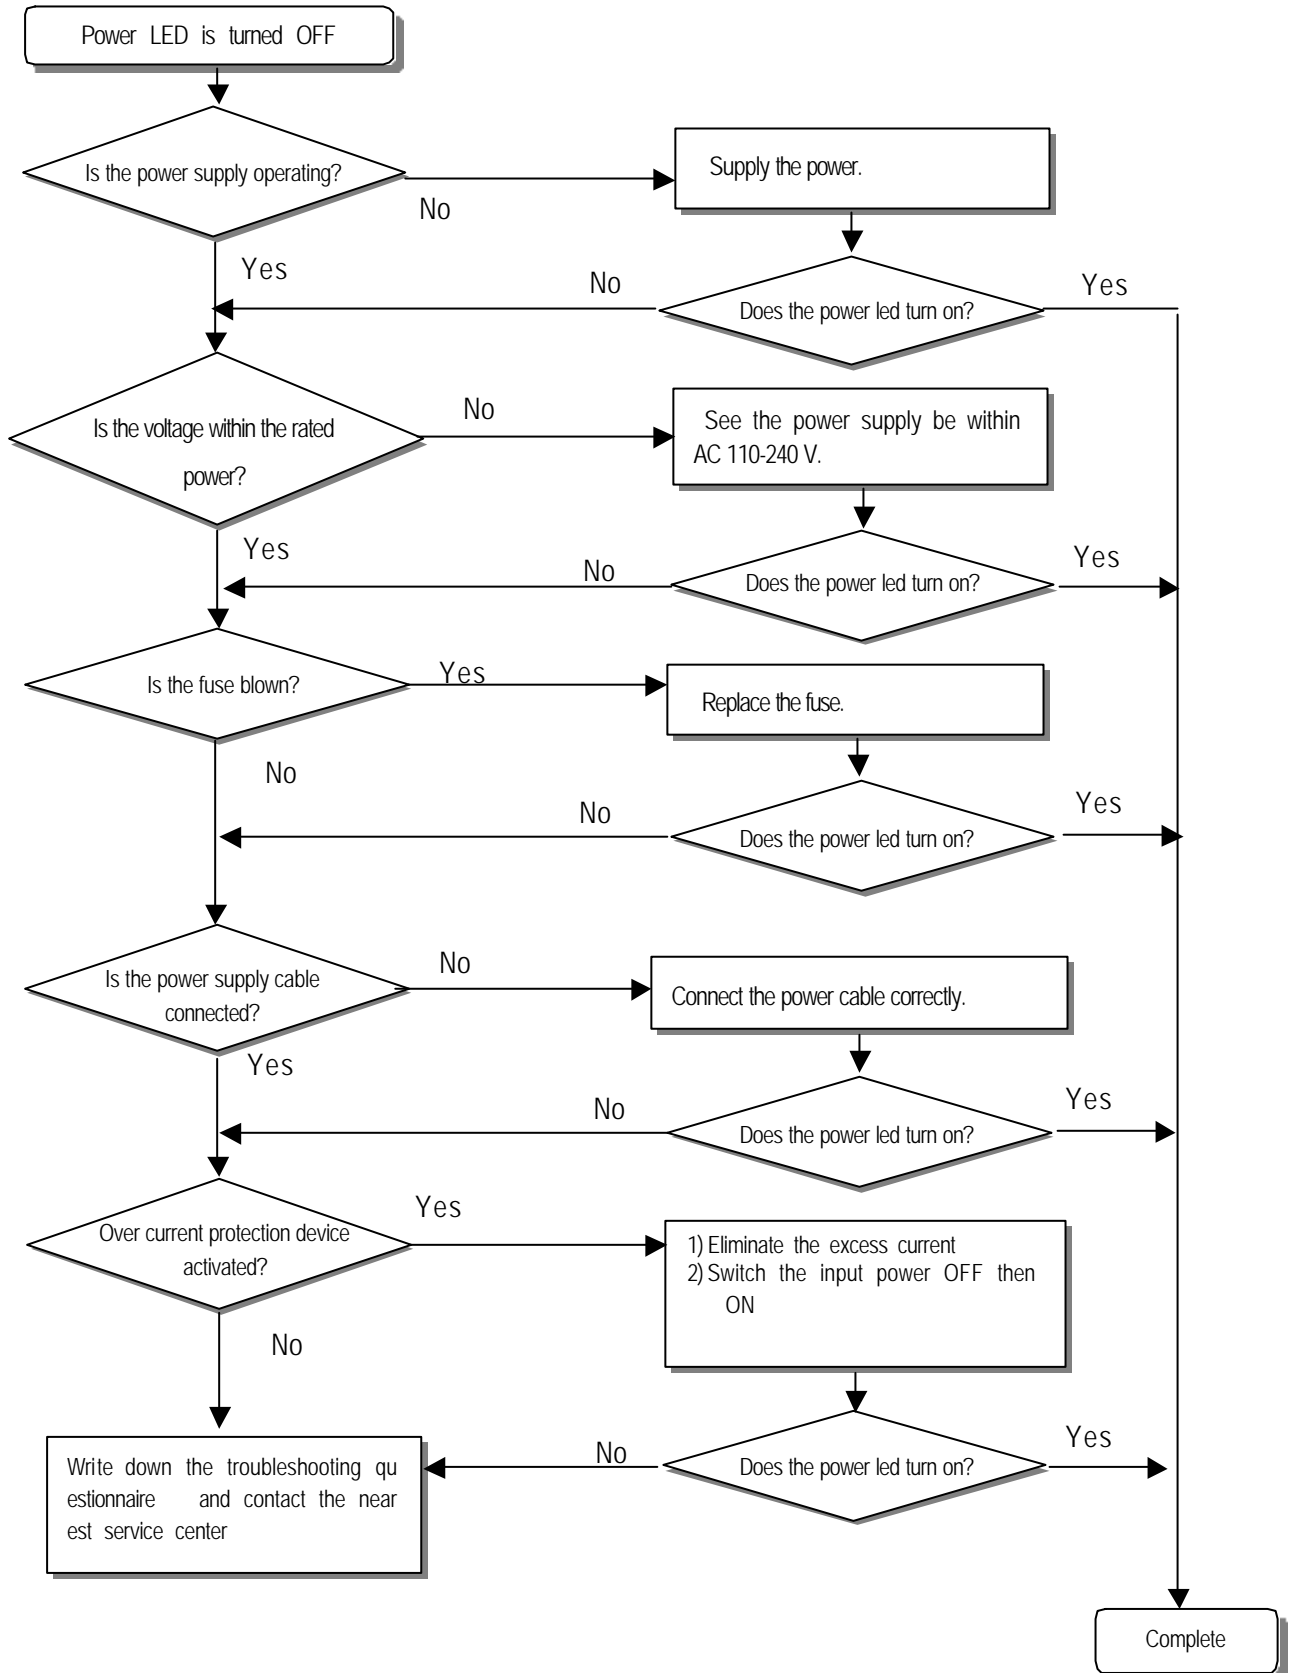 Power LED is turned OFF
Is the power supply operating?
No
Supply the power.
Yes
No
Does the power led turn on?
Yes
Is the voltage within the rated
power?
No
See the power supply be within
AC 110-240 V.
Yes
No
Does the power led turn on?
Yes
Is the fuse blown?
Yes
Replace the fuse.
No
No
Does the power led turn on?
Yes
Is the power supply cable
connected?
No
Connect the power cable correctly.
Yes
No
Does the power led turn on?
Yes
Over current protection device
activated?
Yes
1) Eliminate the excess current
2) Switch the input power OFF then
ON
No
Write down the troubleshooting qu
estionnaire and contact the near
est service center
No
Does the power led turn on?
Yes
Complete